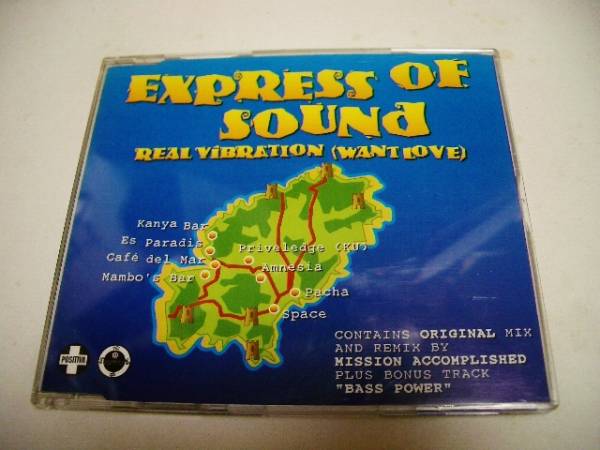 EXPRESS OF
SOUND
REAL VIBRATION (WANT LOVE)
Kanya Bar
Es Paradis
Priveledge (KU)
Café del Mar
Amnesia
Mambo's Bar
Pacha
Space
CONTAINS ORIGINAL MIX
AND REMIX BY
MISSION ACCOMPLISHED
PLUS BONUS TRACK
"BASS POWER"
POSITIVA